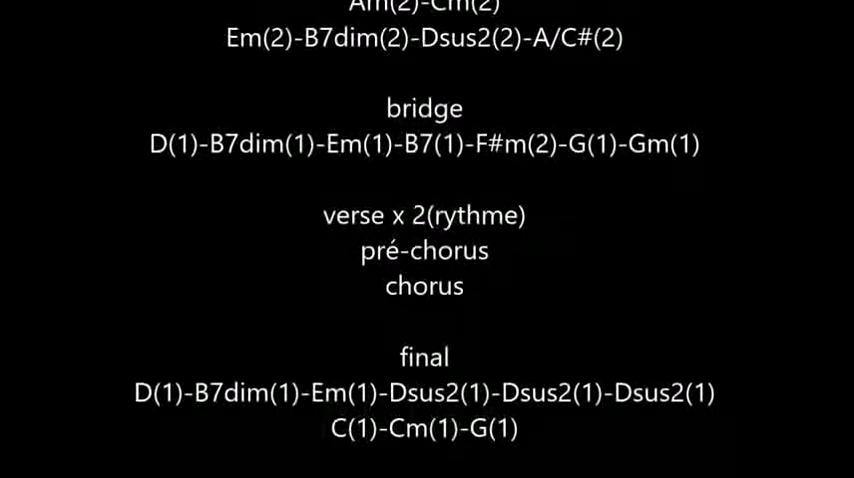 Am(2)-Cm(2)
Em(2)-B7dim(2)-Dsus2(2)-A/C#(2)
bridge
D(1)-B7dim(1)-Em(1)-B7(1)-F#m(2)-G(1)-Gm(1)
verse x 2(rythme)
pré-chorus
chorus
final
D(1)-B7dim(1)-Em(1)-Dsus2(1)-Dsus2(1)-Dsus2(1)
C(1)-Cm(1)-G(1)